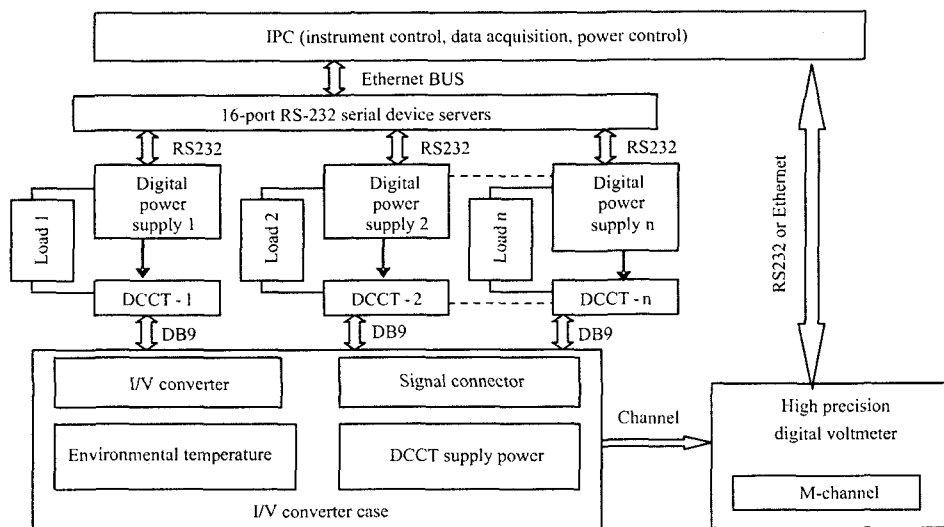 IPC (instrument control, data acquisition, power control)
Ethernet BUS
16-port RS-232 serial device servers
RS232
RS232
RS232
Digital
power
supply 1
Digital
power
supply 2
Digital
power
supply n
Load 1
Load 2
Load n
RS232 or Ethernet
DCCT - 1
DCCT - 2
DCCT - n
DB9
DB9
DB9
I/V converter
Signal connector
Environmental temperature
DCCT supply power
I/V converter case
Channel
High precision
digital voltmeter
M-channel